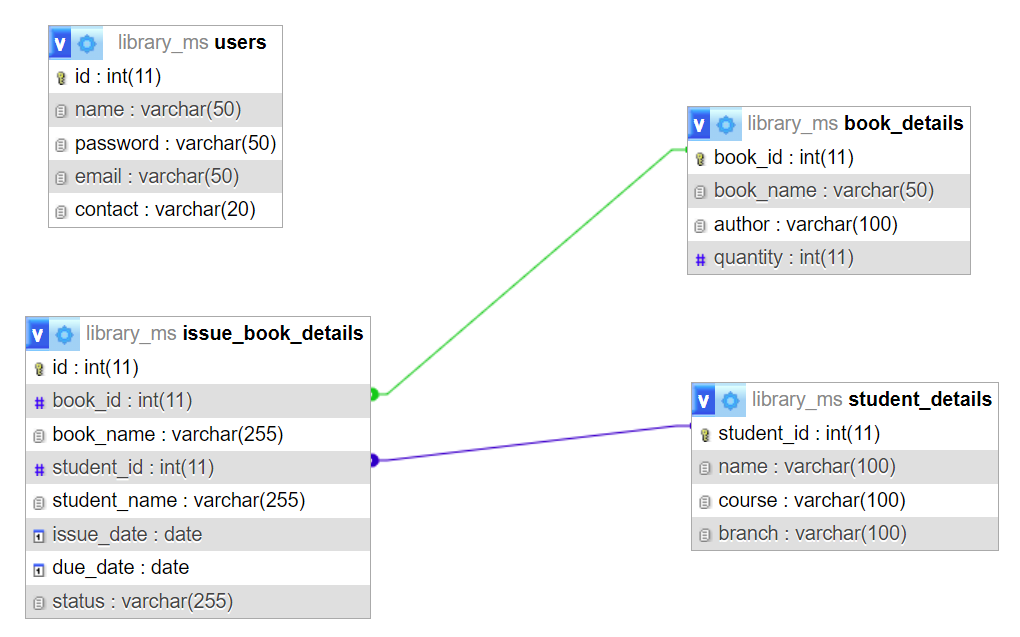 V library_ms users
id : int(11)
name : varchar(50)
password : varchar(50)
email : varchar(50)
contact : varchar(20)
V library_ms book_details
book_id : int(11)
book_name : varchar(50)
author : varchar(100)
# quantity : int(11)
V library_ms issue_book_details
id : int(11)
# book_id : int(11)
book_name : varchar(255)
# student_id : int(11)
student_name : varchar(255)
issue_date : date
due_date : date
status : varchar(255)
V library_ms student_details
student_id : int(11)
name : varchar(100)
course : varchar(100)
branch : varchar(100)